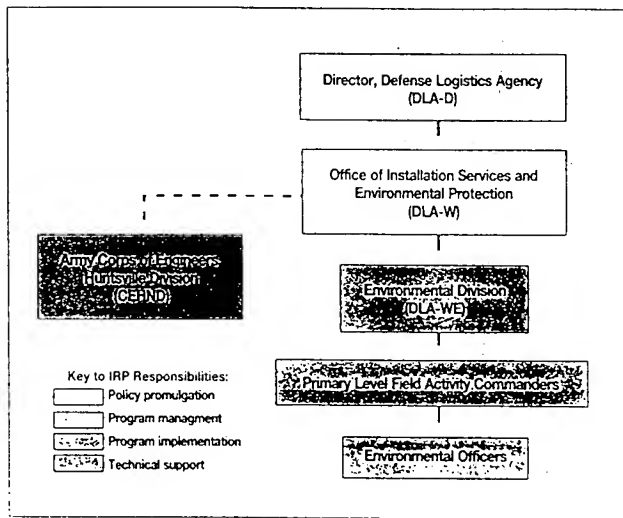 Director, Defense Logistics Agency
(DLA-D)
Office of Installation Services and
Environmental Protection
(DLA-W)
Army Corps of Engineers
Huntsville Division
(CEHND)
Environmental Division
(DLA-WE)
Primary Level Field Activity Commanders
Environmental Officers
Key to IRP Responsibilities:
Policy promulgation
Program managment
Program implementation
Technical support